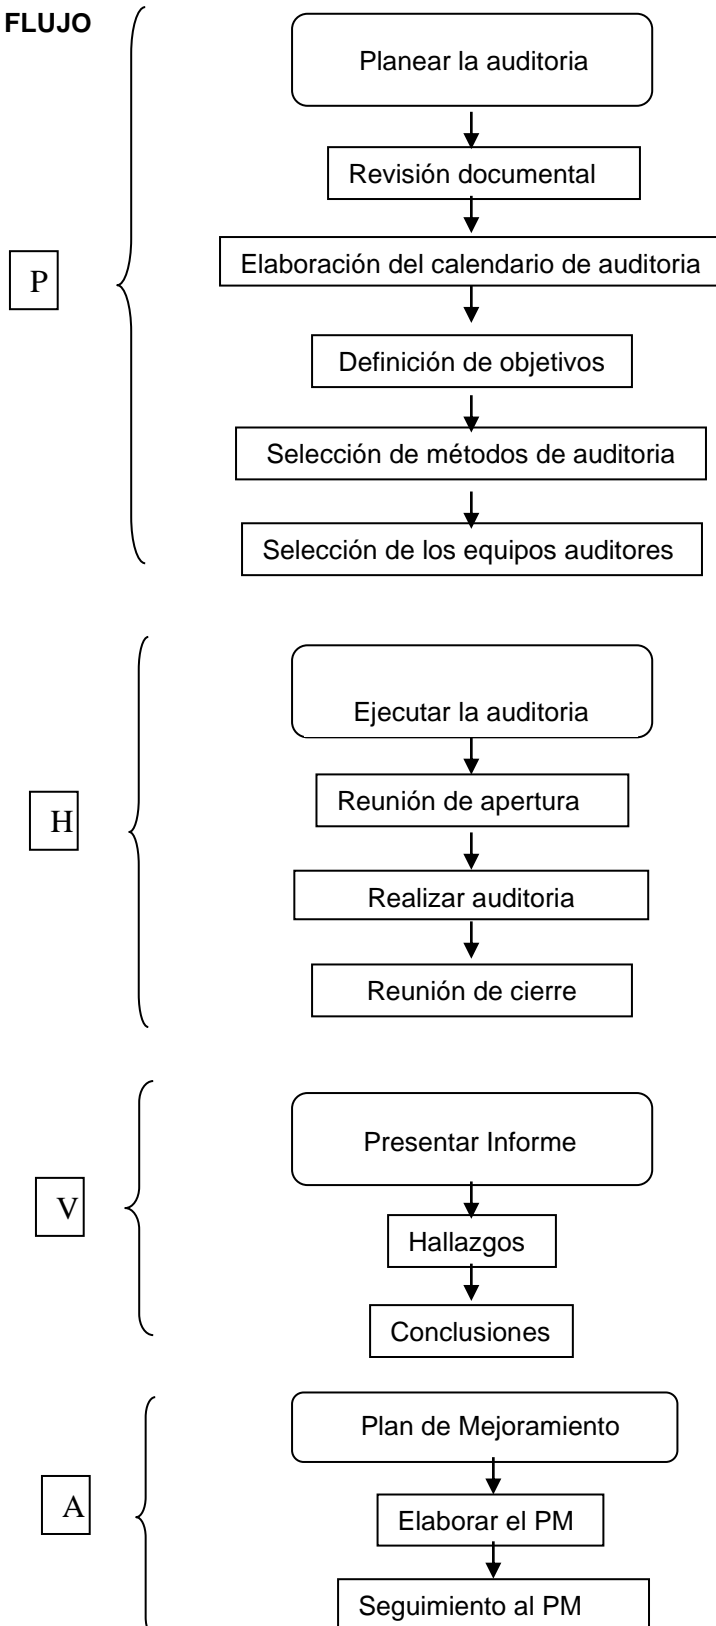 FLUJO
Planear la auditoria
Revisión documental
Elaboración del calendario de auditoria
P
Definición de objetivos
Selección de métodos de auditoria
Selección de los equipos auditores
Ejecutar la auditoria
Reunión de apertura
H
Realizar auditoria
Reunión de cierre
Presentar Informe
V
Hallazgos
Conclusiones
Plan de Mejoramiento
A
Elaborar el PM
Seguimiento al PM